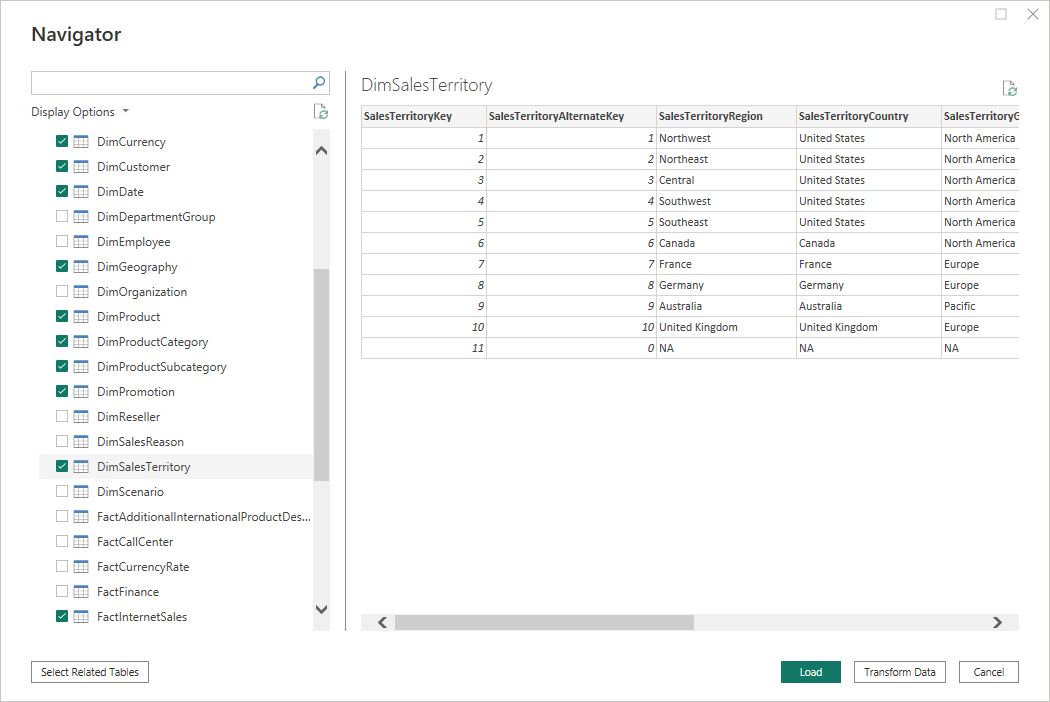 Navigator
Display Options
DimCurrency
DimCustomer
DimDate
DimDepartmentGroup
DimEmployee
DimGeography
DimOrganization
DimProduct
DimProductCategory
DimProductSubcategory
DimPromotion
DimReseller
DimSalesReason
DimSalesTerritory
DimScenario
FactAdditionalInternationalProductDes...
FactCallCenter
FactCurrencyRate
FactFinance
FactInternetSales
DimSalesTerritory
SalesTerritoryKey SalesTerritoryAlternateKey SalesTerritoryRegion SalesTerritoryCountry SalesTerritoryG
1 1 Northwest United States North America
2 2 Northeast United States North America
3 3 Central United States North America
4 4 Southwest United States North America
5 5 Southeast United States North America
6 6 Canada Canada North America
7 7 France France Europe
8 8 Germany Germany Europe
9 9 Australia Australia Pacific
10 10 United Kingdom United Kingdom Europe
11 0 NA NA NA
Select Related Tables Load Transform Data Cancel